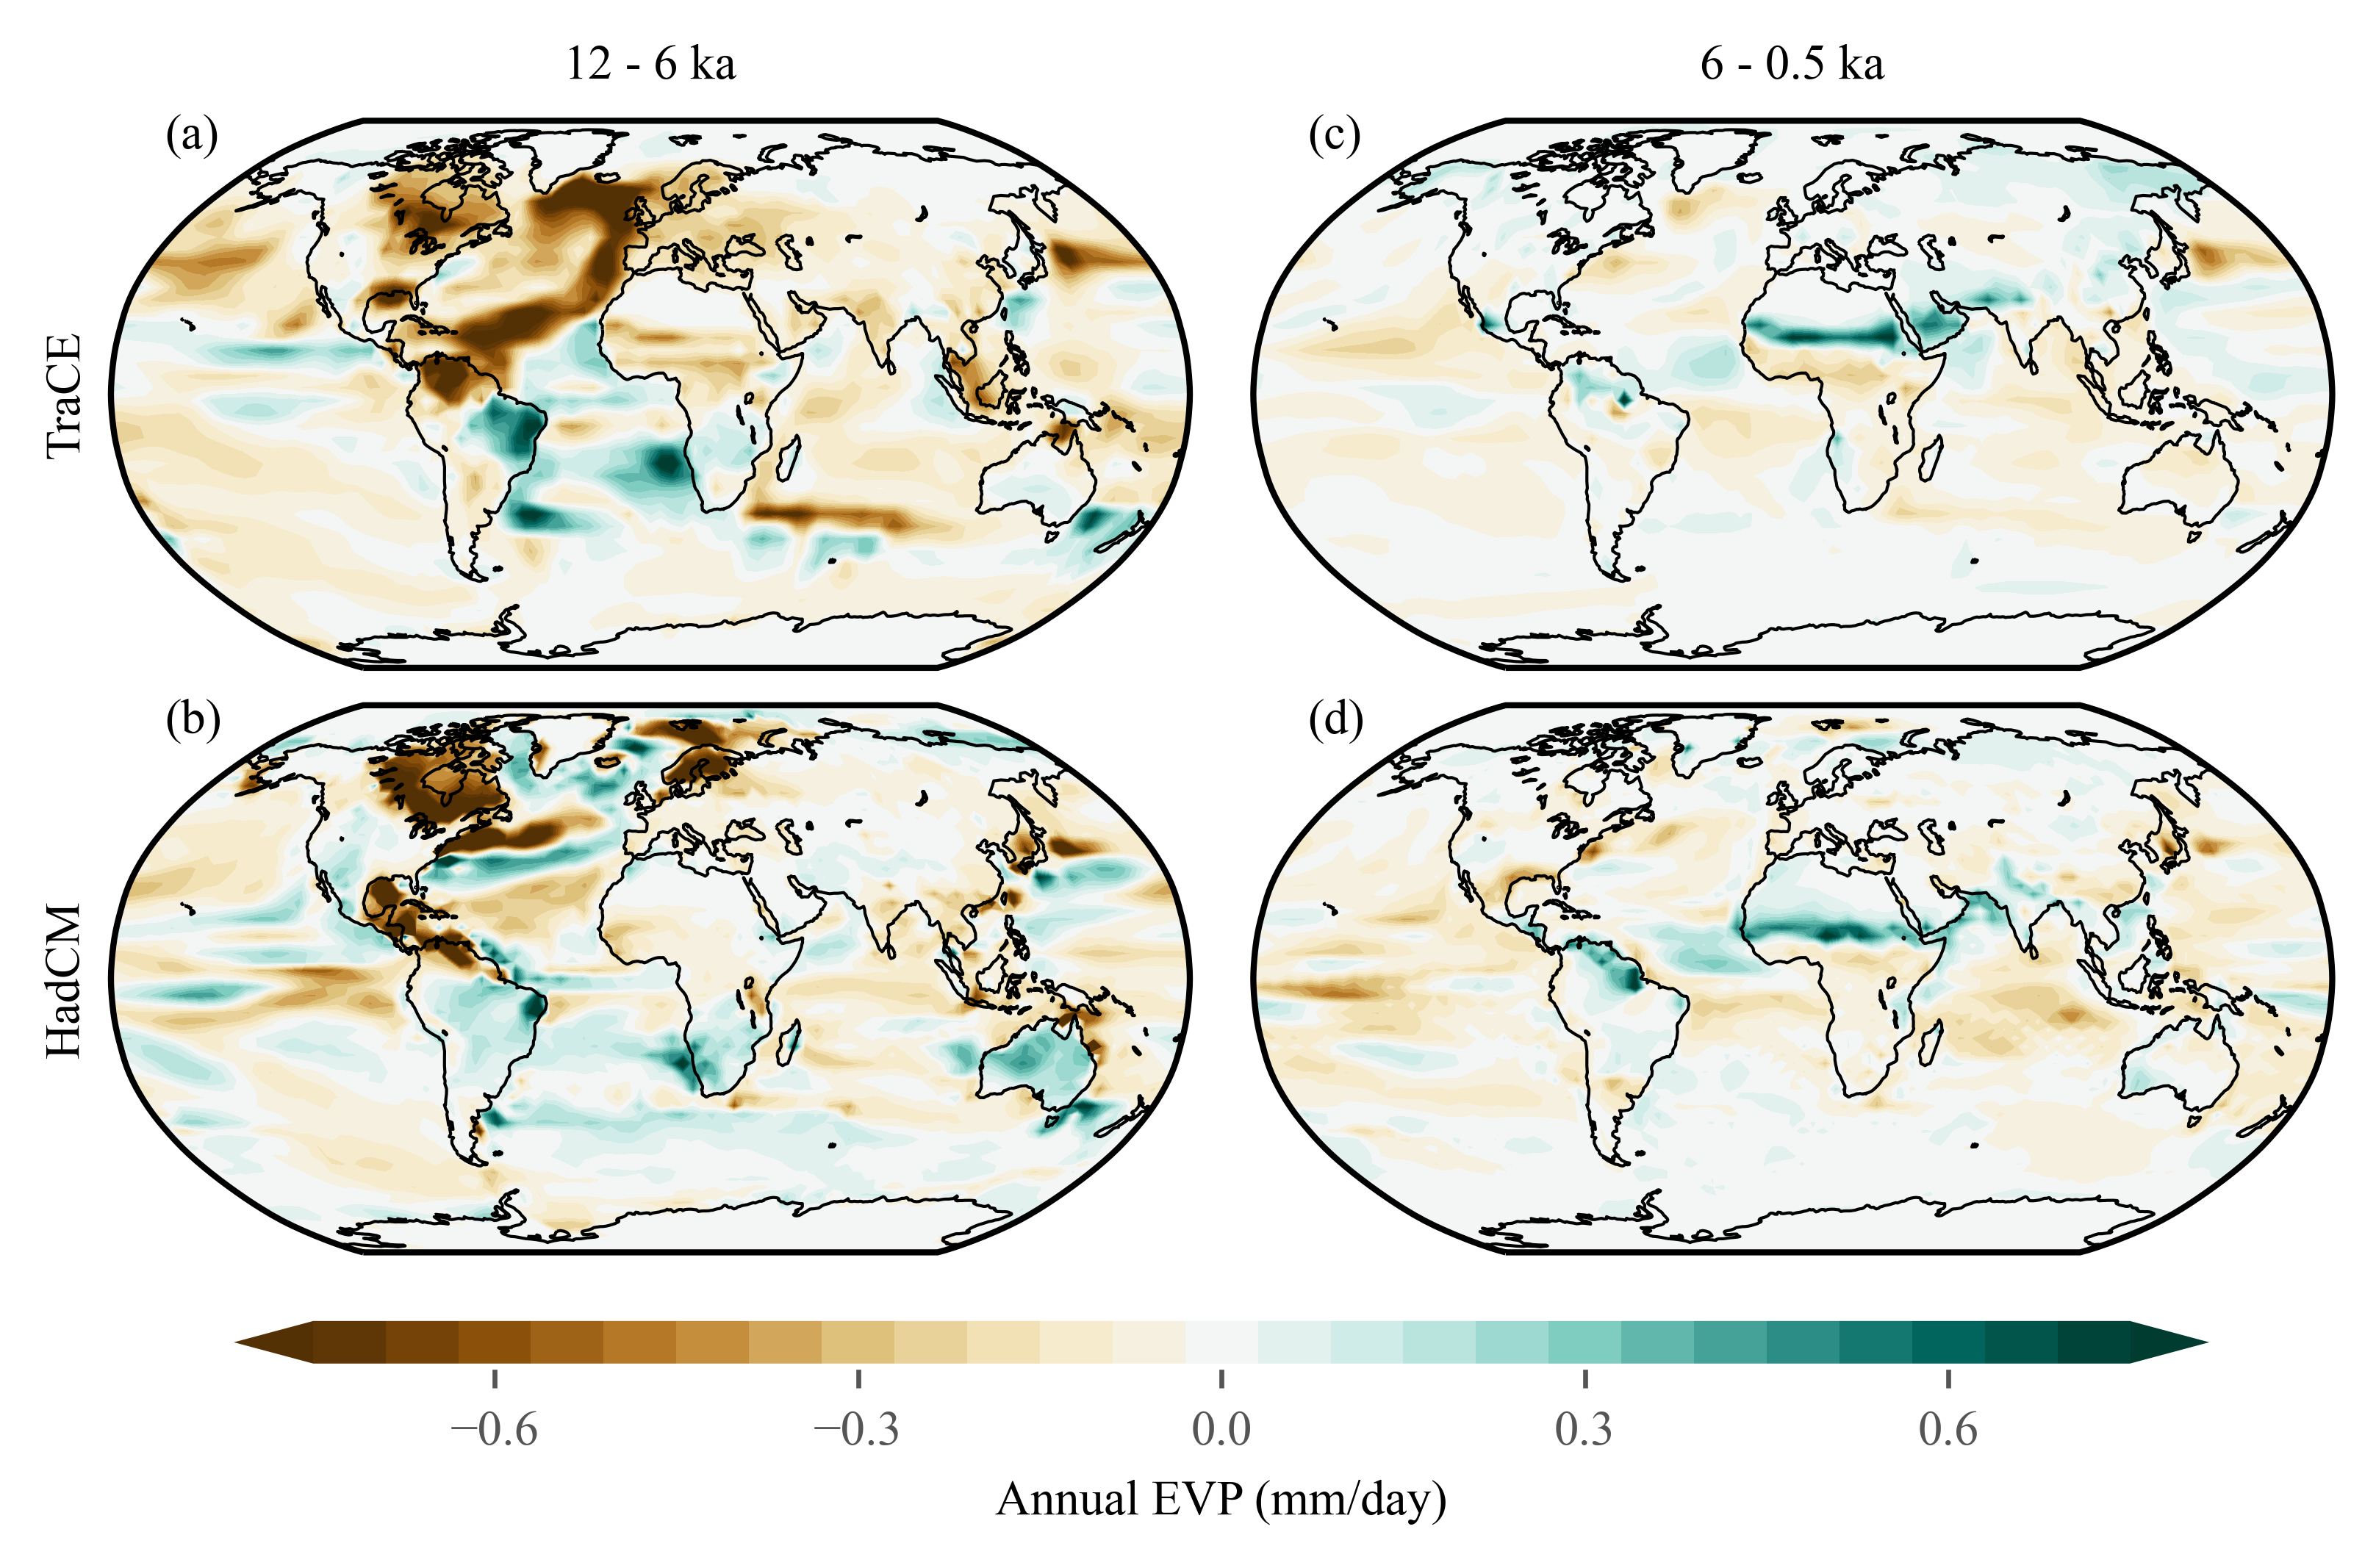 12 - 6 ka
6 - 0.5 ka
(a)
(c)
TraCE
(b)
(d)
HadCM
−0.6
−0.3
0.0
0.3
0.6
Annual EVP (mm/day)